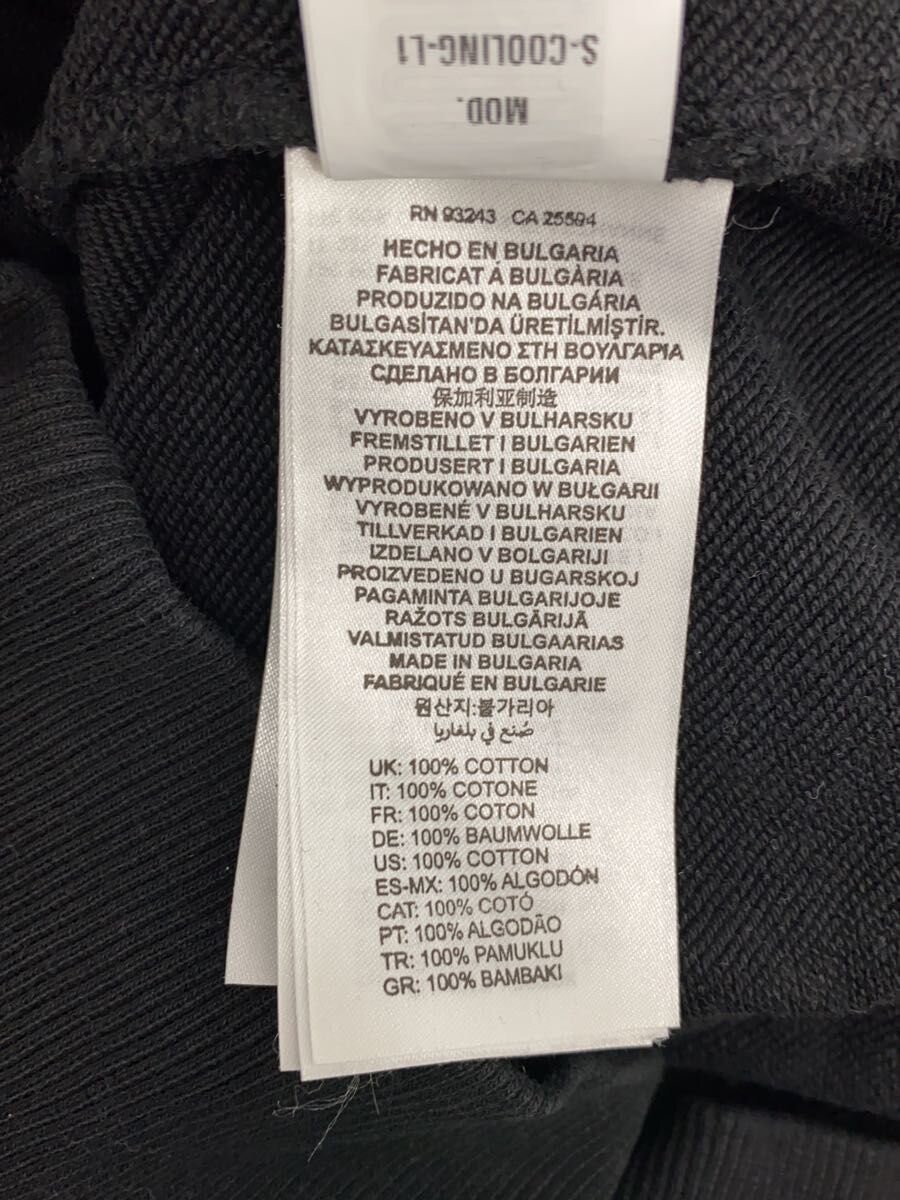 S-COOLING-L1
MOD.
RN 93243 CA 25594
HECHO EN BULGARIA
FABRICAT A BULGÀRIA
PRODUZIDO NA BULGÁRIA
BULGASİTAN'DA ÜRETİLMİŞTİR.
ΚΑΤΑΣΚΕΥΑΣΜΕΝΟ ΣΤΗ ΒΟΥΛΓΑΡΙΑ
СДЕЛАНО В БОЛГАРИИ
保加利亚制造
VYROBENO V BULHARSKU
FREMSTILLET I BULGARIEN
PRODUSERT I BULGARIA
WYPRODUKOWANO W BUŁGARII
VYROBENÉ V BULHARSKU
TILLVERKAD I BULGARIEN
IZDELANO V BOLGARIJI
PROIZVEDENO U BUGARSKOJ
PAGAMINTA BULGARIJOJE
RAŽOTS BULGĀRIJĀ
VALMISTATUD BULGAARIAS
MADE IN BULGARIA
FABRIQUÉ EN BULGARIE
원산지:불가리아
صُنع في بلغاريا
UK: 100% COTTON
IT: 100% COTONE
FR: 100% COTON
DE: 100% BAUMWOLLE
US: 100% COTTON
ES-MX: 100% ALGODÓN
CAT: 100% COTÓ
PT: 100% ALGODÃO
TR: 100% PAMUKLU
GR: 100% BAMBAKI